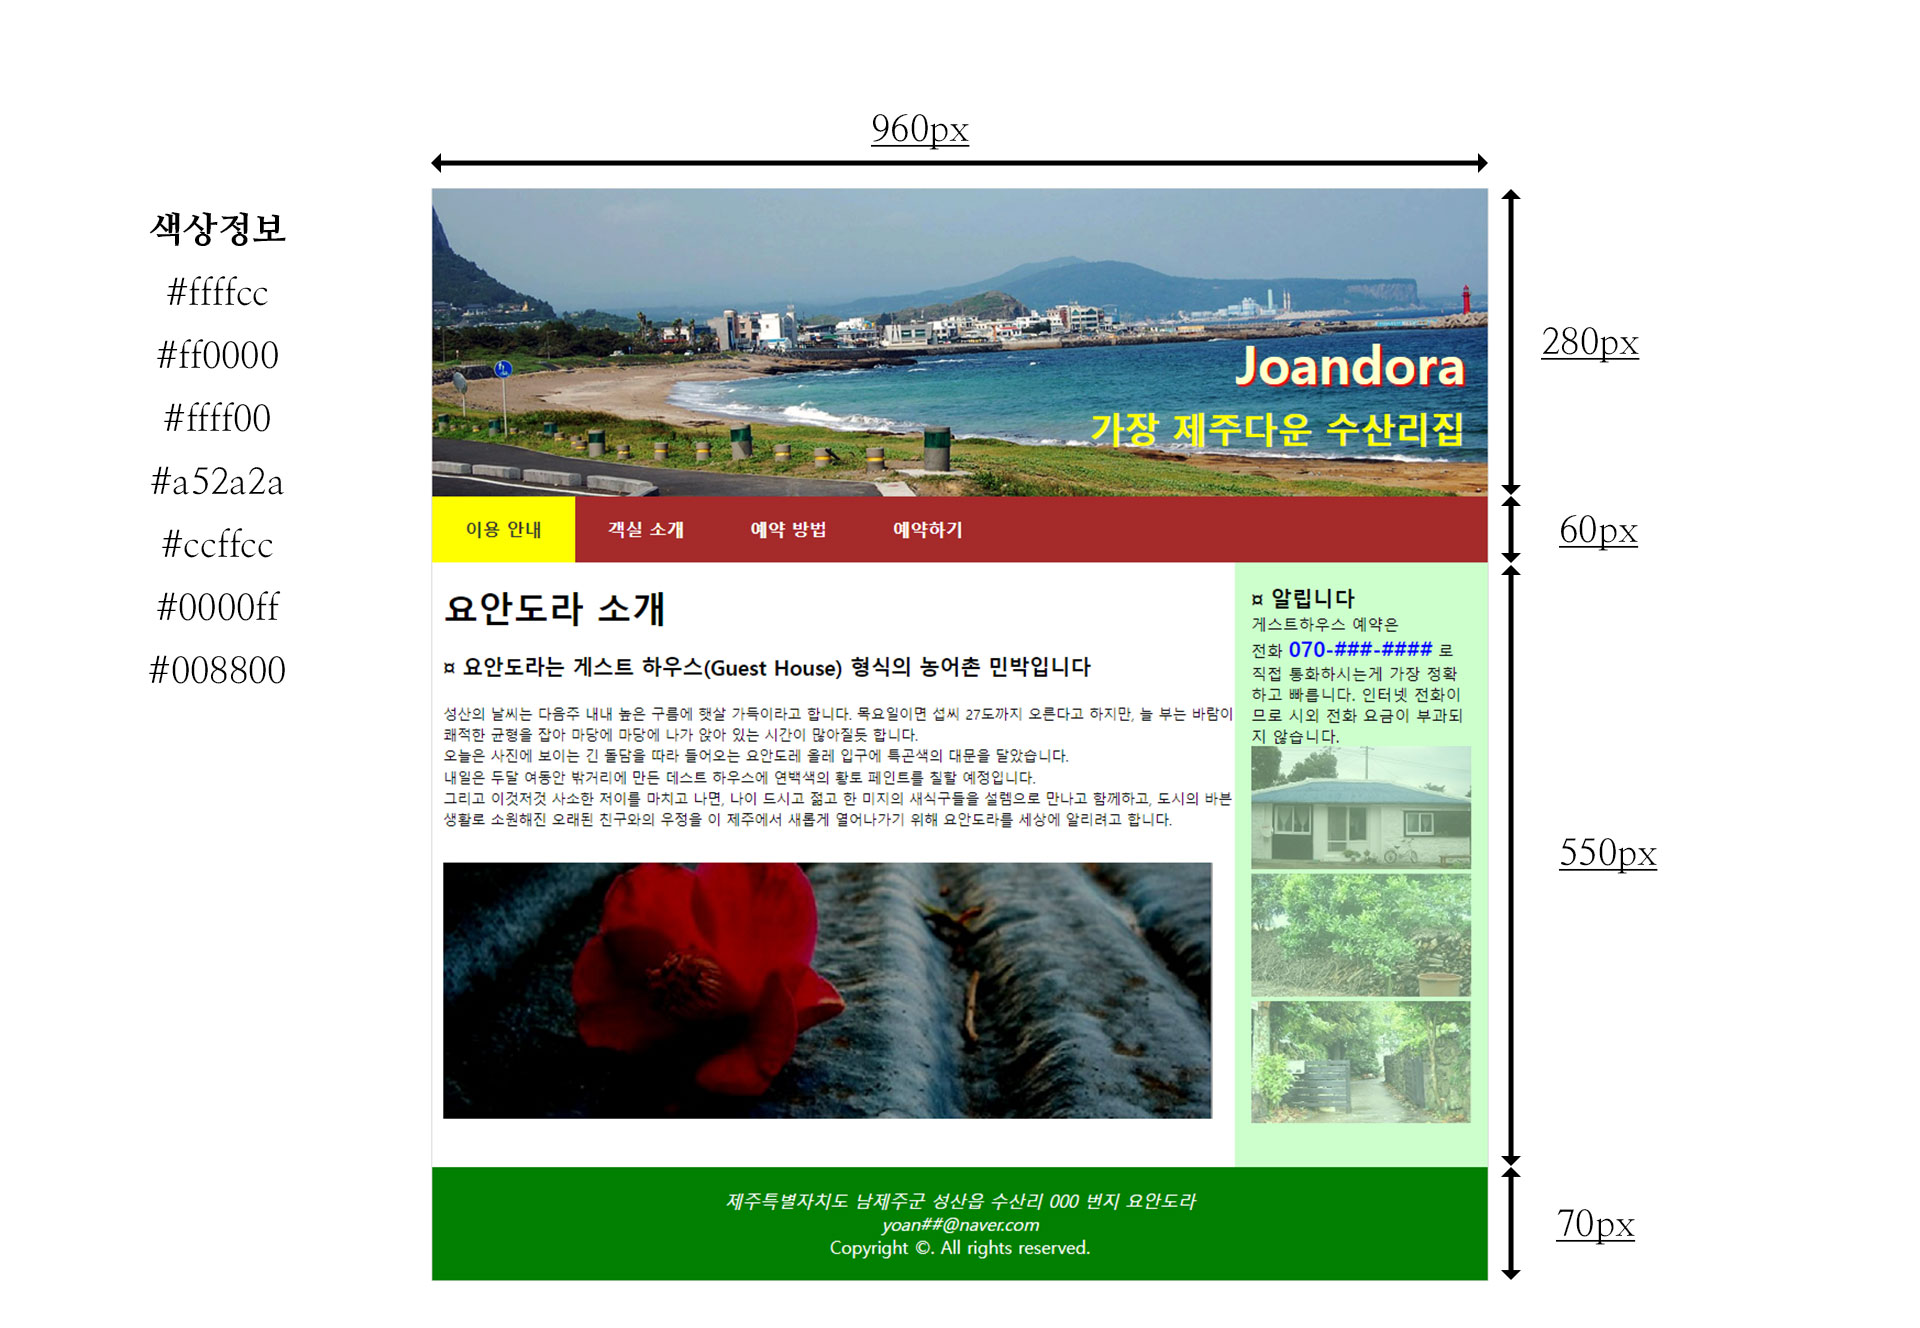 960px
색상정보
#ffffcc
#ff0000
#ffff00
#a52a2a
#ccffcc
#0000ff
#008800
Joandora
가장 제주다운 수산리집
280px
이용 안내
객실 소개
예약 방법
예약하기
60px
요안도라 소개
¤ 요안도라는 게스트 하우스(Guest House) 형식의 농어촌 민박입니다
성산의 날씨는 다음주 내내 높은 구름에 햇살 가득이라고 합니다. 목요일이면 섭씨 27도까지 오른다고 하지만, 늘 부는 바람이
쾌적한 균형을 잡아 마당에 마당에 나가 앉아 있는 시간이 많아질듯 합니다.
오늘은 사진에 보이는 긴 돌담을 따라 들어오는 요안도레 올레 입구에 특곤색의 대문을 달았습니다.
내일은 두달 여동안 밖거리에 만든 데스트 하우스에 연백색의 황토 페인트를 칠할 예정입니다.
그리고 이것저것 사소한 저이를 마치고 나면, 나이 드시고 젊고 한 미지의 새식구들을 설렘으로 만나고 함께하고, 도시의 바쁜
생활로 소원해진 오래된 친구와의 우정을 이 제주에서 새롭게 열어나가기 위해 요안도라를 세상에 알리려고 합니다.
¤ 알립니다
게스트하우스 예약은
전화 070-###-#### 로
직접 통화하시는게 가장 정확
하고 빠릅니다. 인터넷 전화이
므로 시외 전화 요금이 부과되
지 않습니다.
550px
제주특별자치도 남제주군 성산읍 수산리 000 번지 요안도라
yoan##@naver.com
Copyright ©. All rights reserved.
70px